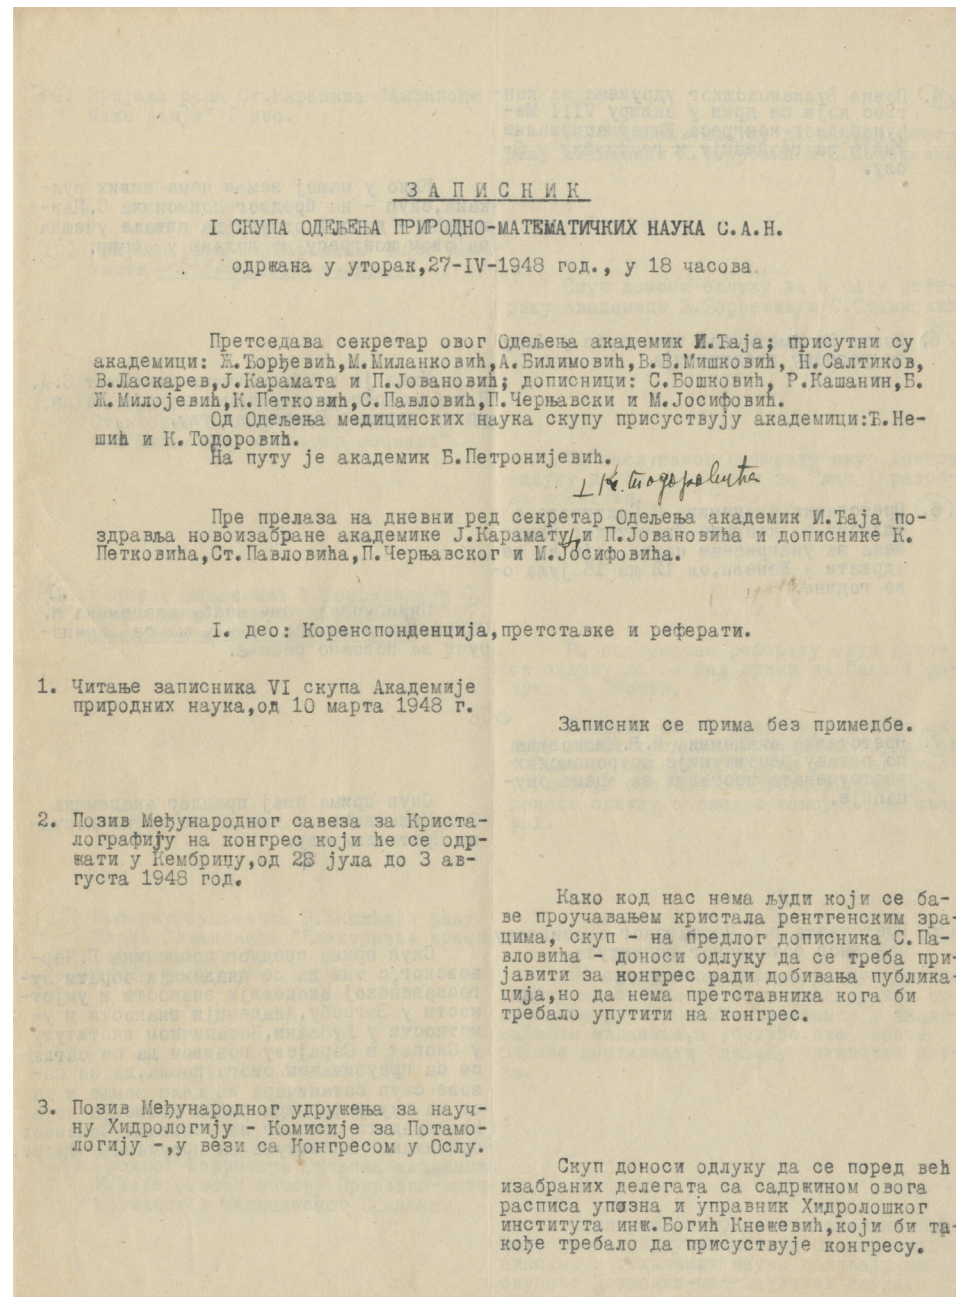 ЗАПИСНИК
I СКУПА ОДЕЉЕЊА ПРИРОДНО-МАТЕМАТИЧКИХ НАУКА С.А.Н.
одржана у уторак,27-IV-1948 год., у 18 часова.
Претседава секретар овог Одељења академик И.Ђаја; присутни су
академици: Ж.Ђорђевић,М.Миланковић,А.Билимовић,В.В.Мишковић, Н.Салтиков,
В.Ласкарев,Ј.Карамата и П.Јовановић; дописници: С.Бошковић, Р.Кашанин,Б.
Ж.Милојевић,К.Петковић,С.Павловић,П.Черњавски и М.Јосифовић.
Од Одељења медицинских наука скупу присуствују академици:Ђ.Не-
шић и К.Тодоровић.
На путу је академик Б.Петронијевић.
К. Тодоровића
Пре прелаза на дневни ред секретар Одељења академик И.Ђаја по-
здравља новоизабране академике Ј.Карамату и П.Јовановића и дописнике К.
Петковића,Ст.Павловића,П.Черњавског и М.Јосифовића.
I. део: Коренспонденција,претставке и реферати.
1. Читање записника VI скупа Академије
природних наука,од 10 марта 1948 г.
Записник се прима без примедбе.
2. Позив Међународног савеза за Криста-
лографију на конгрес који ће се одр-
жати у Кембриџу,од 28 јула до 3 ав-
густа 1948 год.
Како код нас нема људи који се ба-
ве проучавањем кристала рентгенским зра-
цима, скуп - на предлог дописника С.Па-
вловића - доноси одлуку да се треба при-
јавити за конгрес ради добивања публика-
ција,но да нема претставника кога би
требало упутити на конгрес.
3. Позив Међународног удружења за науч-
ну Хидрологију - Комисије за Потамо-
логију -,у вези са Конгресом у Ослу.
Скуп доноси одлуку да се поред већ
изабраних делегата са садржином овога
расписа упозна и управник Хидролошког
института инж.Богић Кнежевић,који би та-
кође требало да присуствује конгресу.